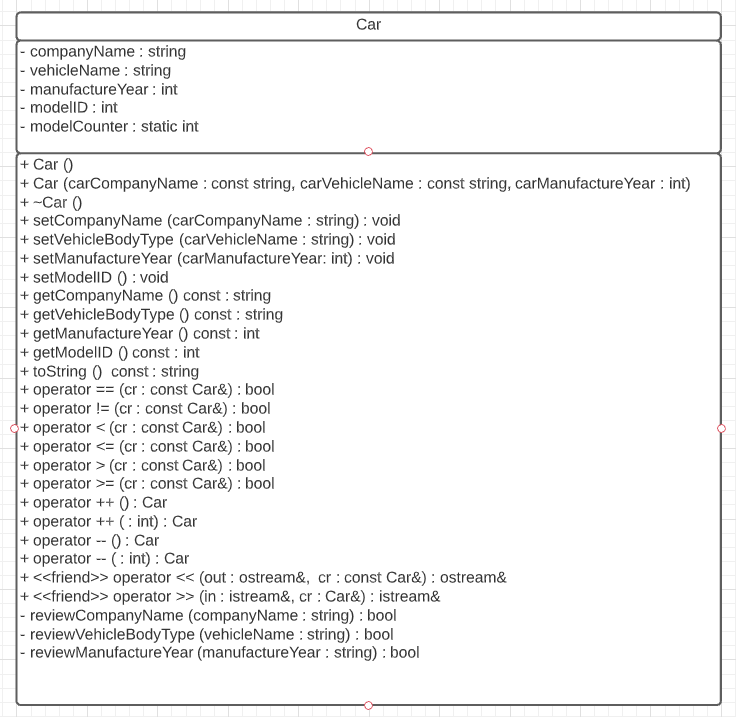 Car
- companyName : string
- vehicleName : string
- manufactureYear : int
- modelID : int
- modelCounter : static int
+ Car ()
+ Car (carCompanyName : const string, carVehicleName : const string, carManufactureYear : int)
+ ~Car ()
+ setCompanyName (carCompanyName : string) : void
+ setVehicleBodyType (carVehicleName : string) : void
+ setManufactureYear (carManufactureYear: int) : void
+ setModelID () : void
+ getCompanyName () const : string
+ getVehicleBodyType () const : string
+ getManufactureYear () const : int
+ getModelID () const : int
+ toString ()  const : string
+ operator == (cr : const Car&) : bool
+ operator != (cr : const Car&) : bool
+ operator < (cr : const Car&) : bool
+ operator <= (cr : const Car&) : bool
+ operator > (cr : const Car&) : bool
+ operator >= (cr : const Car&) : bool
+ operator ++ () : Car
+ operator ++ ( : int) : Car
+ operator -- () : Car
+ operator -- ( : int) : Car
+ <<friend>> operator << (out : ostream&,  cr : const Car&) : ostream&
+ <<friend>> operator >> (in : istream&, cr : Car&) : istream&
- reviewCompanyName (companyName : string) : bool
- reviewVehicleBodyType (vehicleName : string) : bool
- reviewManufactureYear (manufactureYear : string) : bool